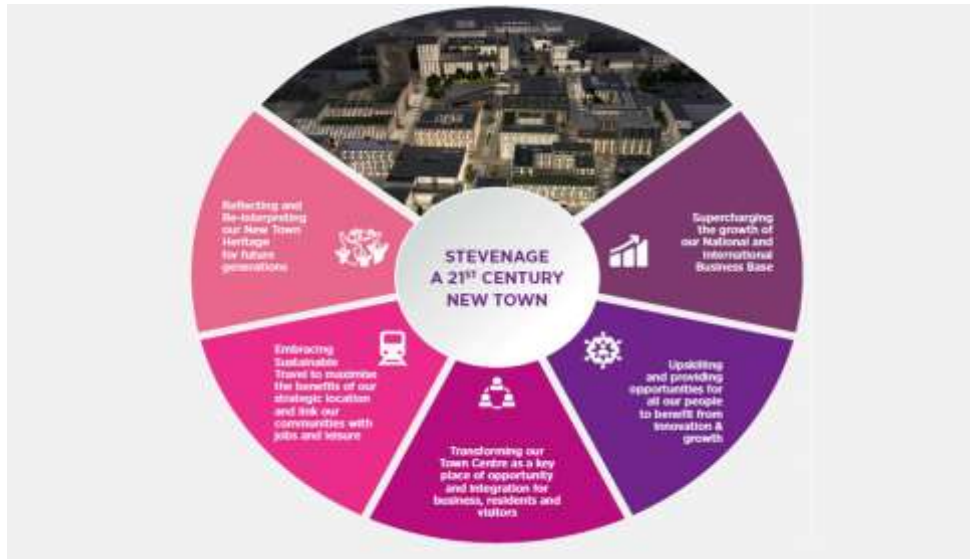 STEVENAGE
A 21ST CENTURY
NEW TOWN
Supercharging
the growth of
our National and
International
Business Base
Upskilling
and providing
opportunities for
all our people
to benefit from
innovation &
growth
Transforming our
Town Centre as a key
place of opportunity
and integration for
business, residents and
visitors
Embracing
Sustainable
Travel to maximise
the benefits of our
strategic location
and link our
communities with
jobs and leisure
Reflecting and
Re-interpreting
our New Town
Heritage
for future
generations